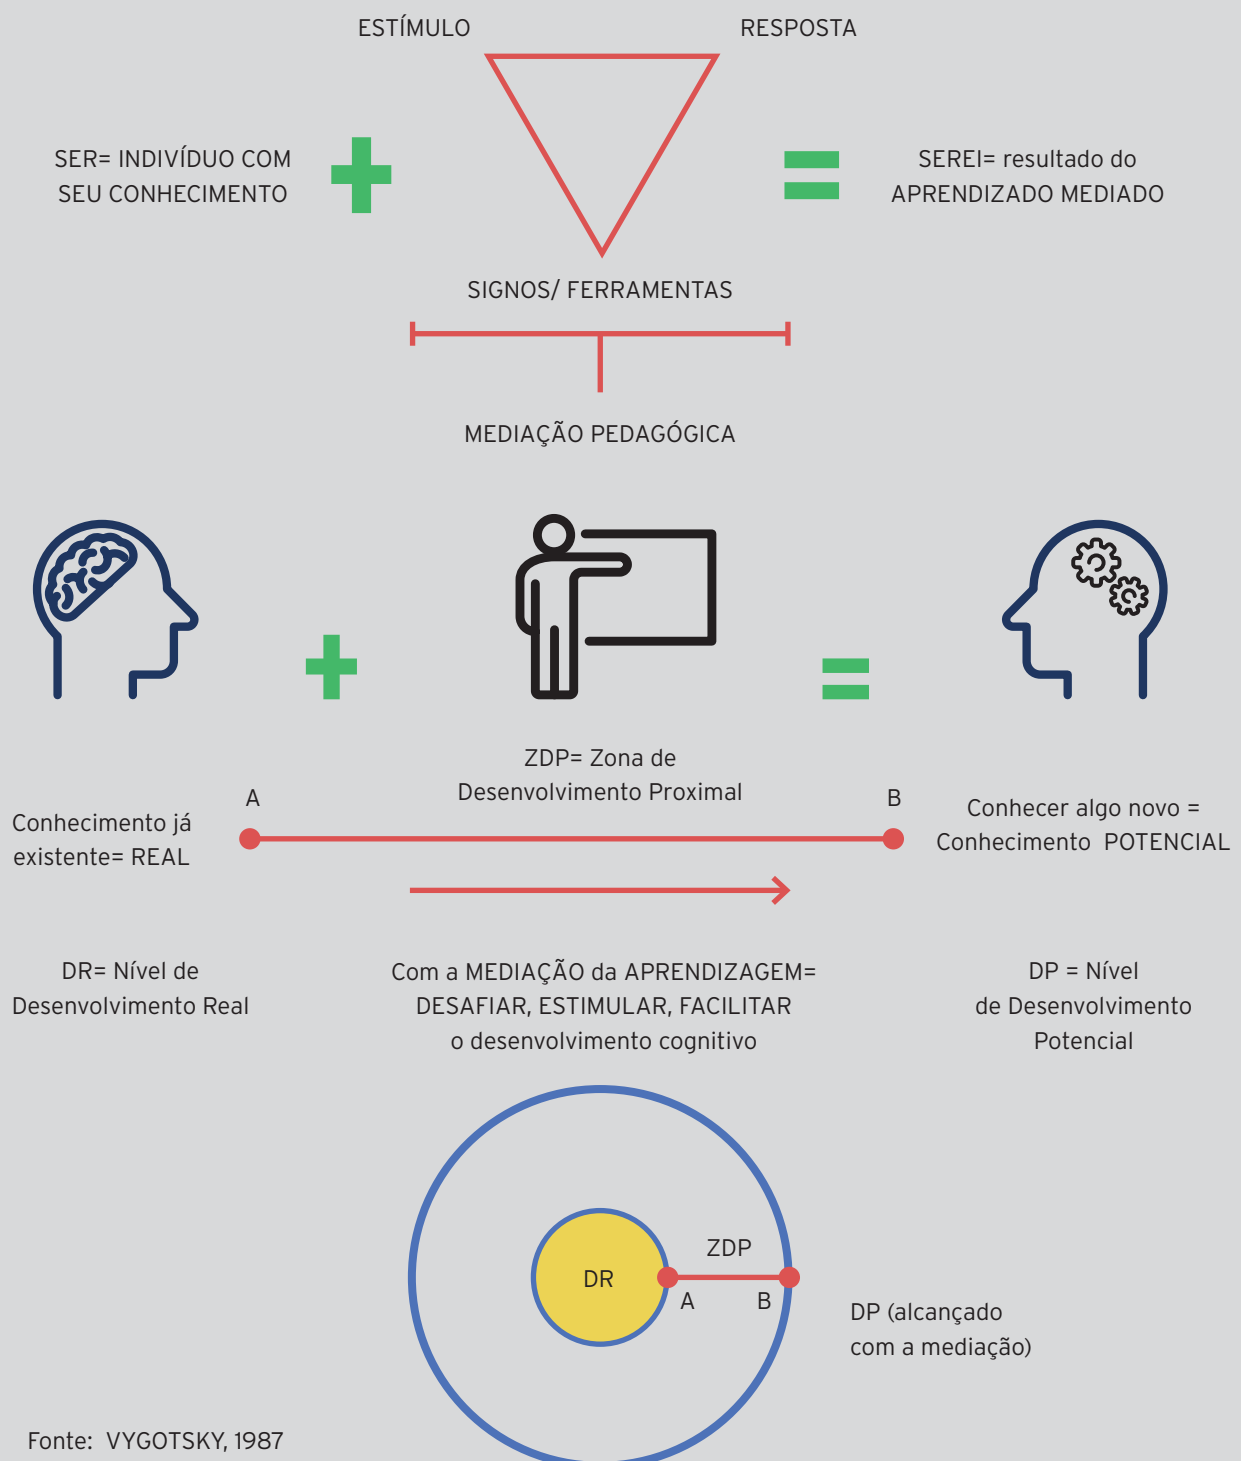 ESTÍMULO
RESPOSTA
SER= INDIVÍDUO COM
SEU CONHECIMENTO
SEREI= resultado do
APRENDIZADO MEDIADO
SIGNOS/ FERRAMENTAS
MEDIAÇÃO PEDAGÓGICA
ZDP= Zona de
Desenvolvimento Proximal
A
B
Conhecimento já
existente= REAL
Conhecer algo novo =
Conhecimento POTENCIAL
DR= Nível de
Desenvolvimento Real
Com a MEDIAÇÃO da APRENDIZAGEM=
DESAFIAR, ESTIMULAR, FACILITAR
o desenvolvimento cognitivo
DP = Nível
de Desenvolvimento
Potencial
ZDP
DR
A
B
DP (alcançado
com a mediação)
Fonte: VYGOTSKY, 1987